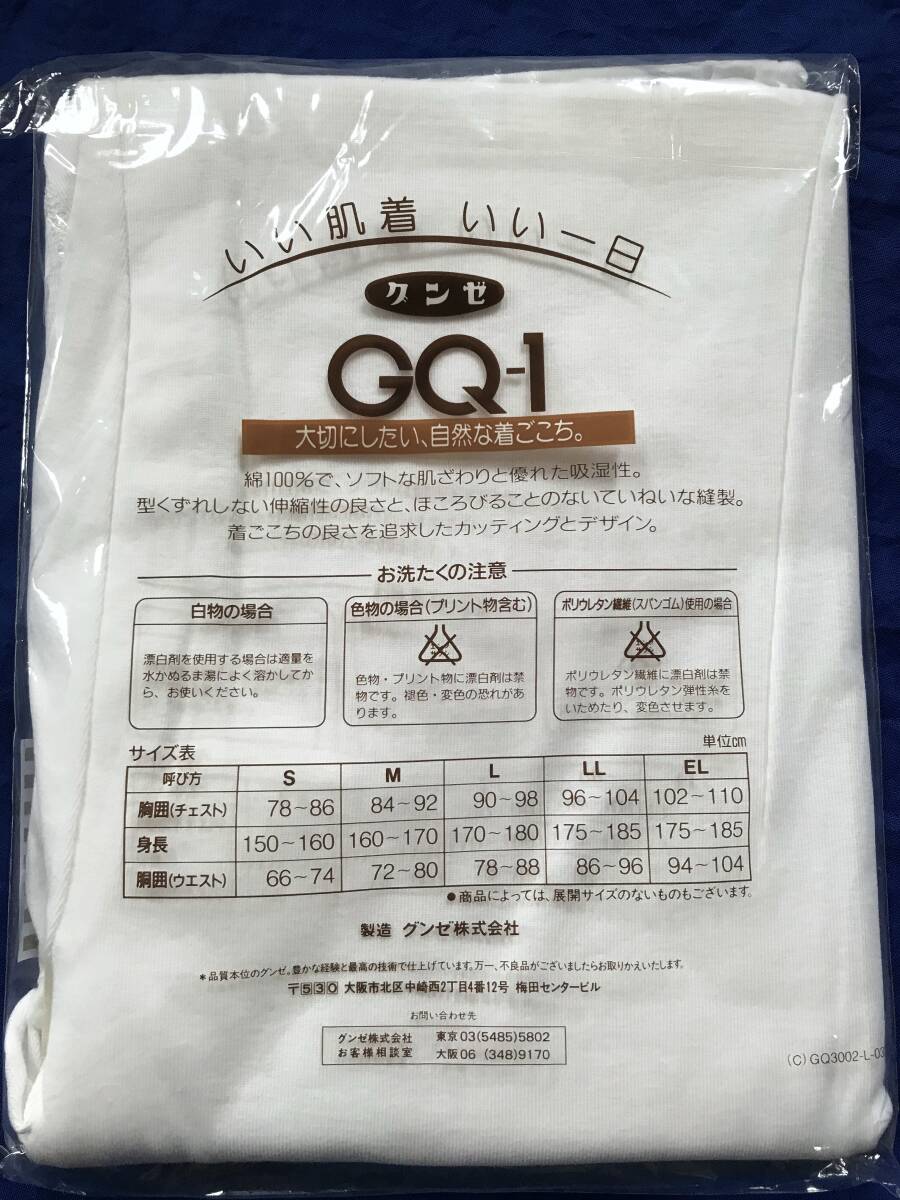 いい肌着 いい一日
グンゼ
GQ-1
大切にしたい、自然な着ごこち。
綿100%で、ソフトな肌ざわりと優れた吸湿性。
型くずれしない伸縮性の良さと、ほころびることのないていねいな縫製。
着ごこちの良さを追求したカッティングとデザイン。
お洗たくの注意
白物の場合
漂白剤を使用する場合は適量を
水かぬるま湯によく溶かしてか
ら、お使いください。
色物の場合(プリント物含む)
色物・プリント物に漂白剤は禁
物です。褪色・変色の恐れがあ
ります。
ポリウレタン繊維(スパンゴム)使用の場合
ポリウレタン繊維に漂白剤は禁
物です。ポリウレタン弾性糸を
いためたり、変色させます。
サイズ表 単位cm
呼び方 S M L LL EL
胸囲(チェスト) 78~86 84~92 90~98 96~104 102~110
身長 150~160 160~170 170~180 175~185 175~185
胴囲(ウエスト) 66~74 72~80 78~88 86~96 94~104
●商品によっては、展開サイズのないものもございます。
製造 グンゼ株式会社
*品質本位のグンゼ。豊かな経験と最高の技術で仕上げています。万一、不良品がございましたらお取りかえいたします。
〒530 大阪市北区中崎西2丁目4番12号 梅田センタービル
お問い合わせ先
グンゼ株式会社 東京 03(5485)5802
お客様相談室 大阪 06 (348)9170
(C) GQ3002-L-03